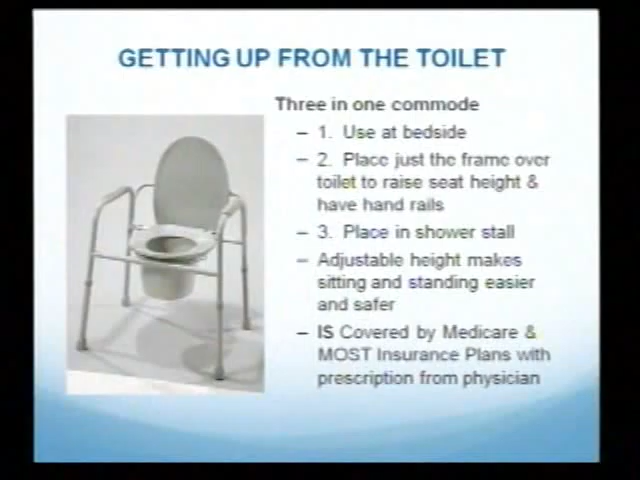 GETTING UP FROM THE TOILET
Three in one commode
– 1. Use at bedside
– 2. Place just the frame over
toilet to raise seat height &
have hand rails
– 3. Place in shower stall
– Adjustable height makes
sitting and standing easier
and safer
– IS Covered by Medicare &
MOST Insurance Plans with
prescription from physician